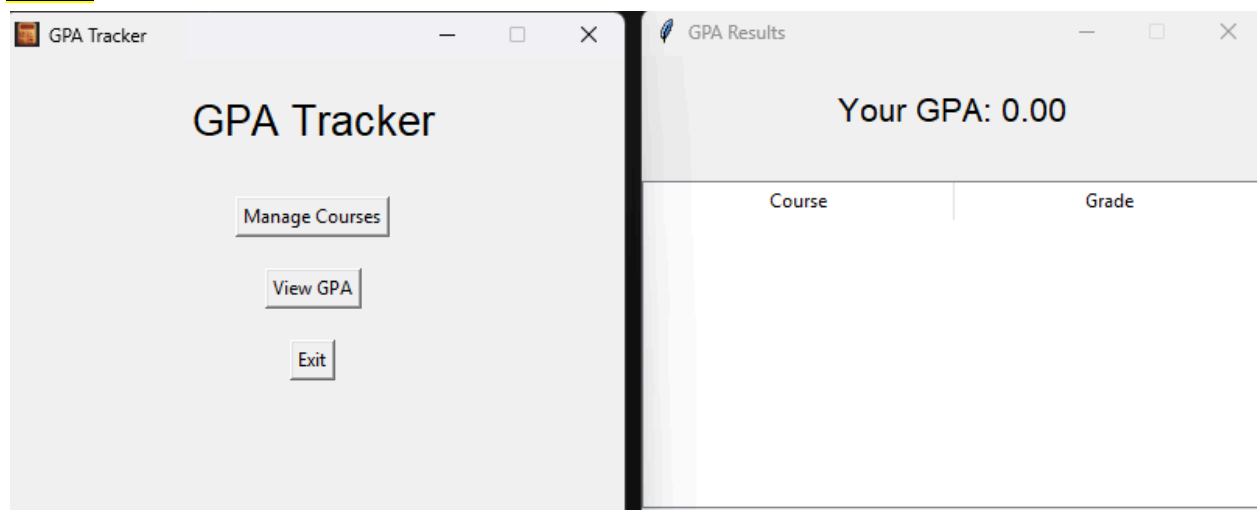 GPA Tracker
GPA Tracker
Manage Courses
View GPA
Exit
GPA Results
Your GPA: 0.00
Course Grade